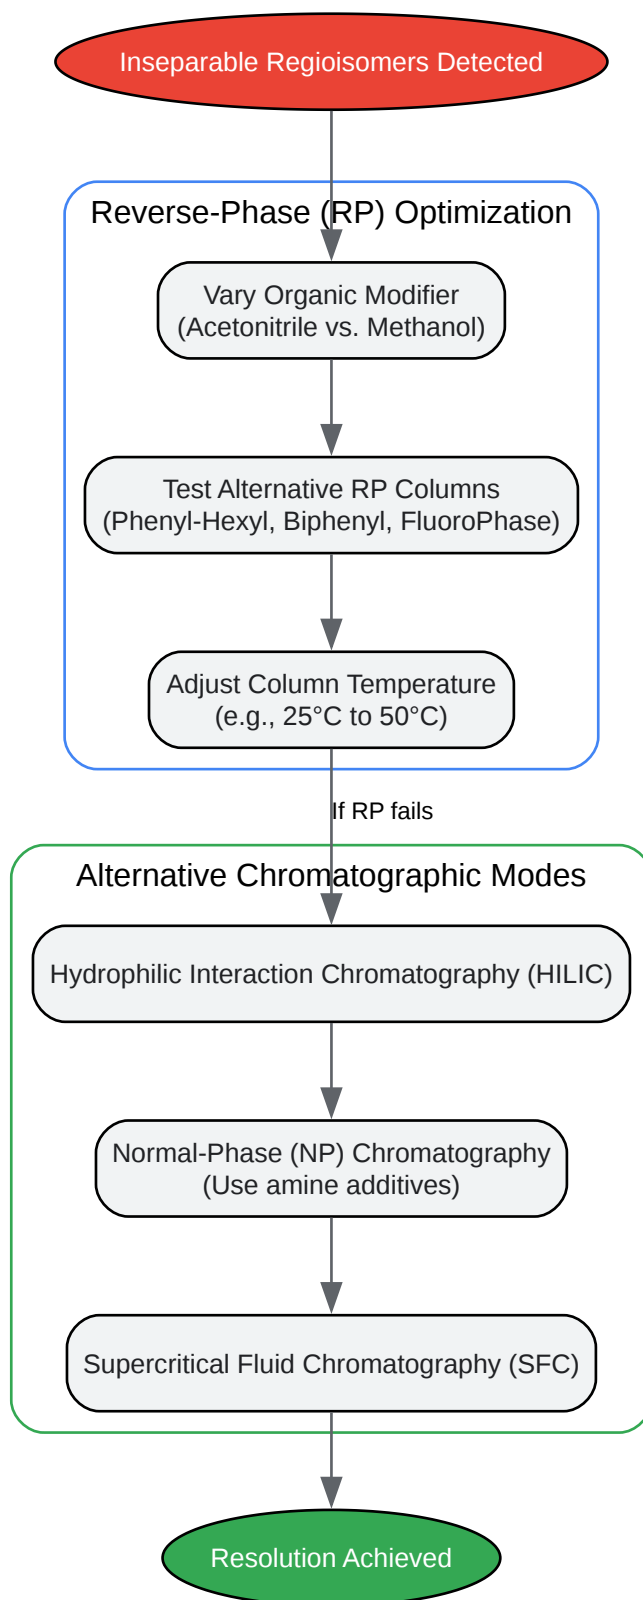 Inseparable Regioisomers Detected
Reverse-Phase (RP) Optimization
Vary Organic Modifier
(Acetonitrile vs. Methanol)
Test Alternative RP Columns
(Phenyl-Hexyl, Biphenyl, FluoroPhase)
Adjust Column Temperature
(e.g., 25°C to 50°C)
If RP fails
Alternative Chromatographic Modes
Hydrophilic Interaction Chromatography (HILIC)
Normal-Phase (NP) Chromatography
(Use amine additives)
Supercritical Fluid Chromatography (SFC)
Resolution Achieved